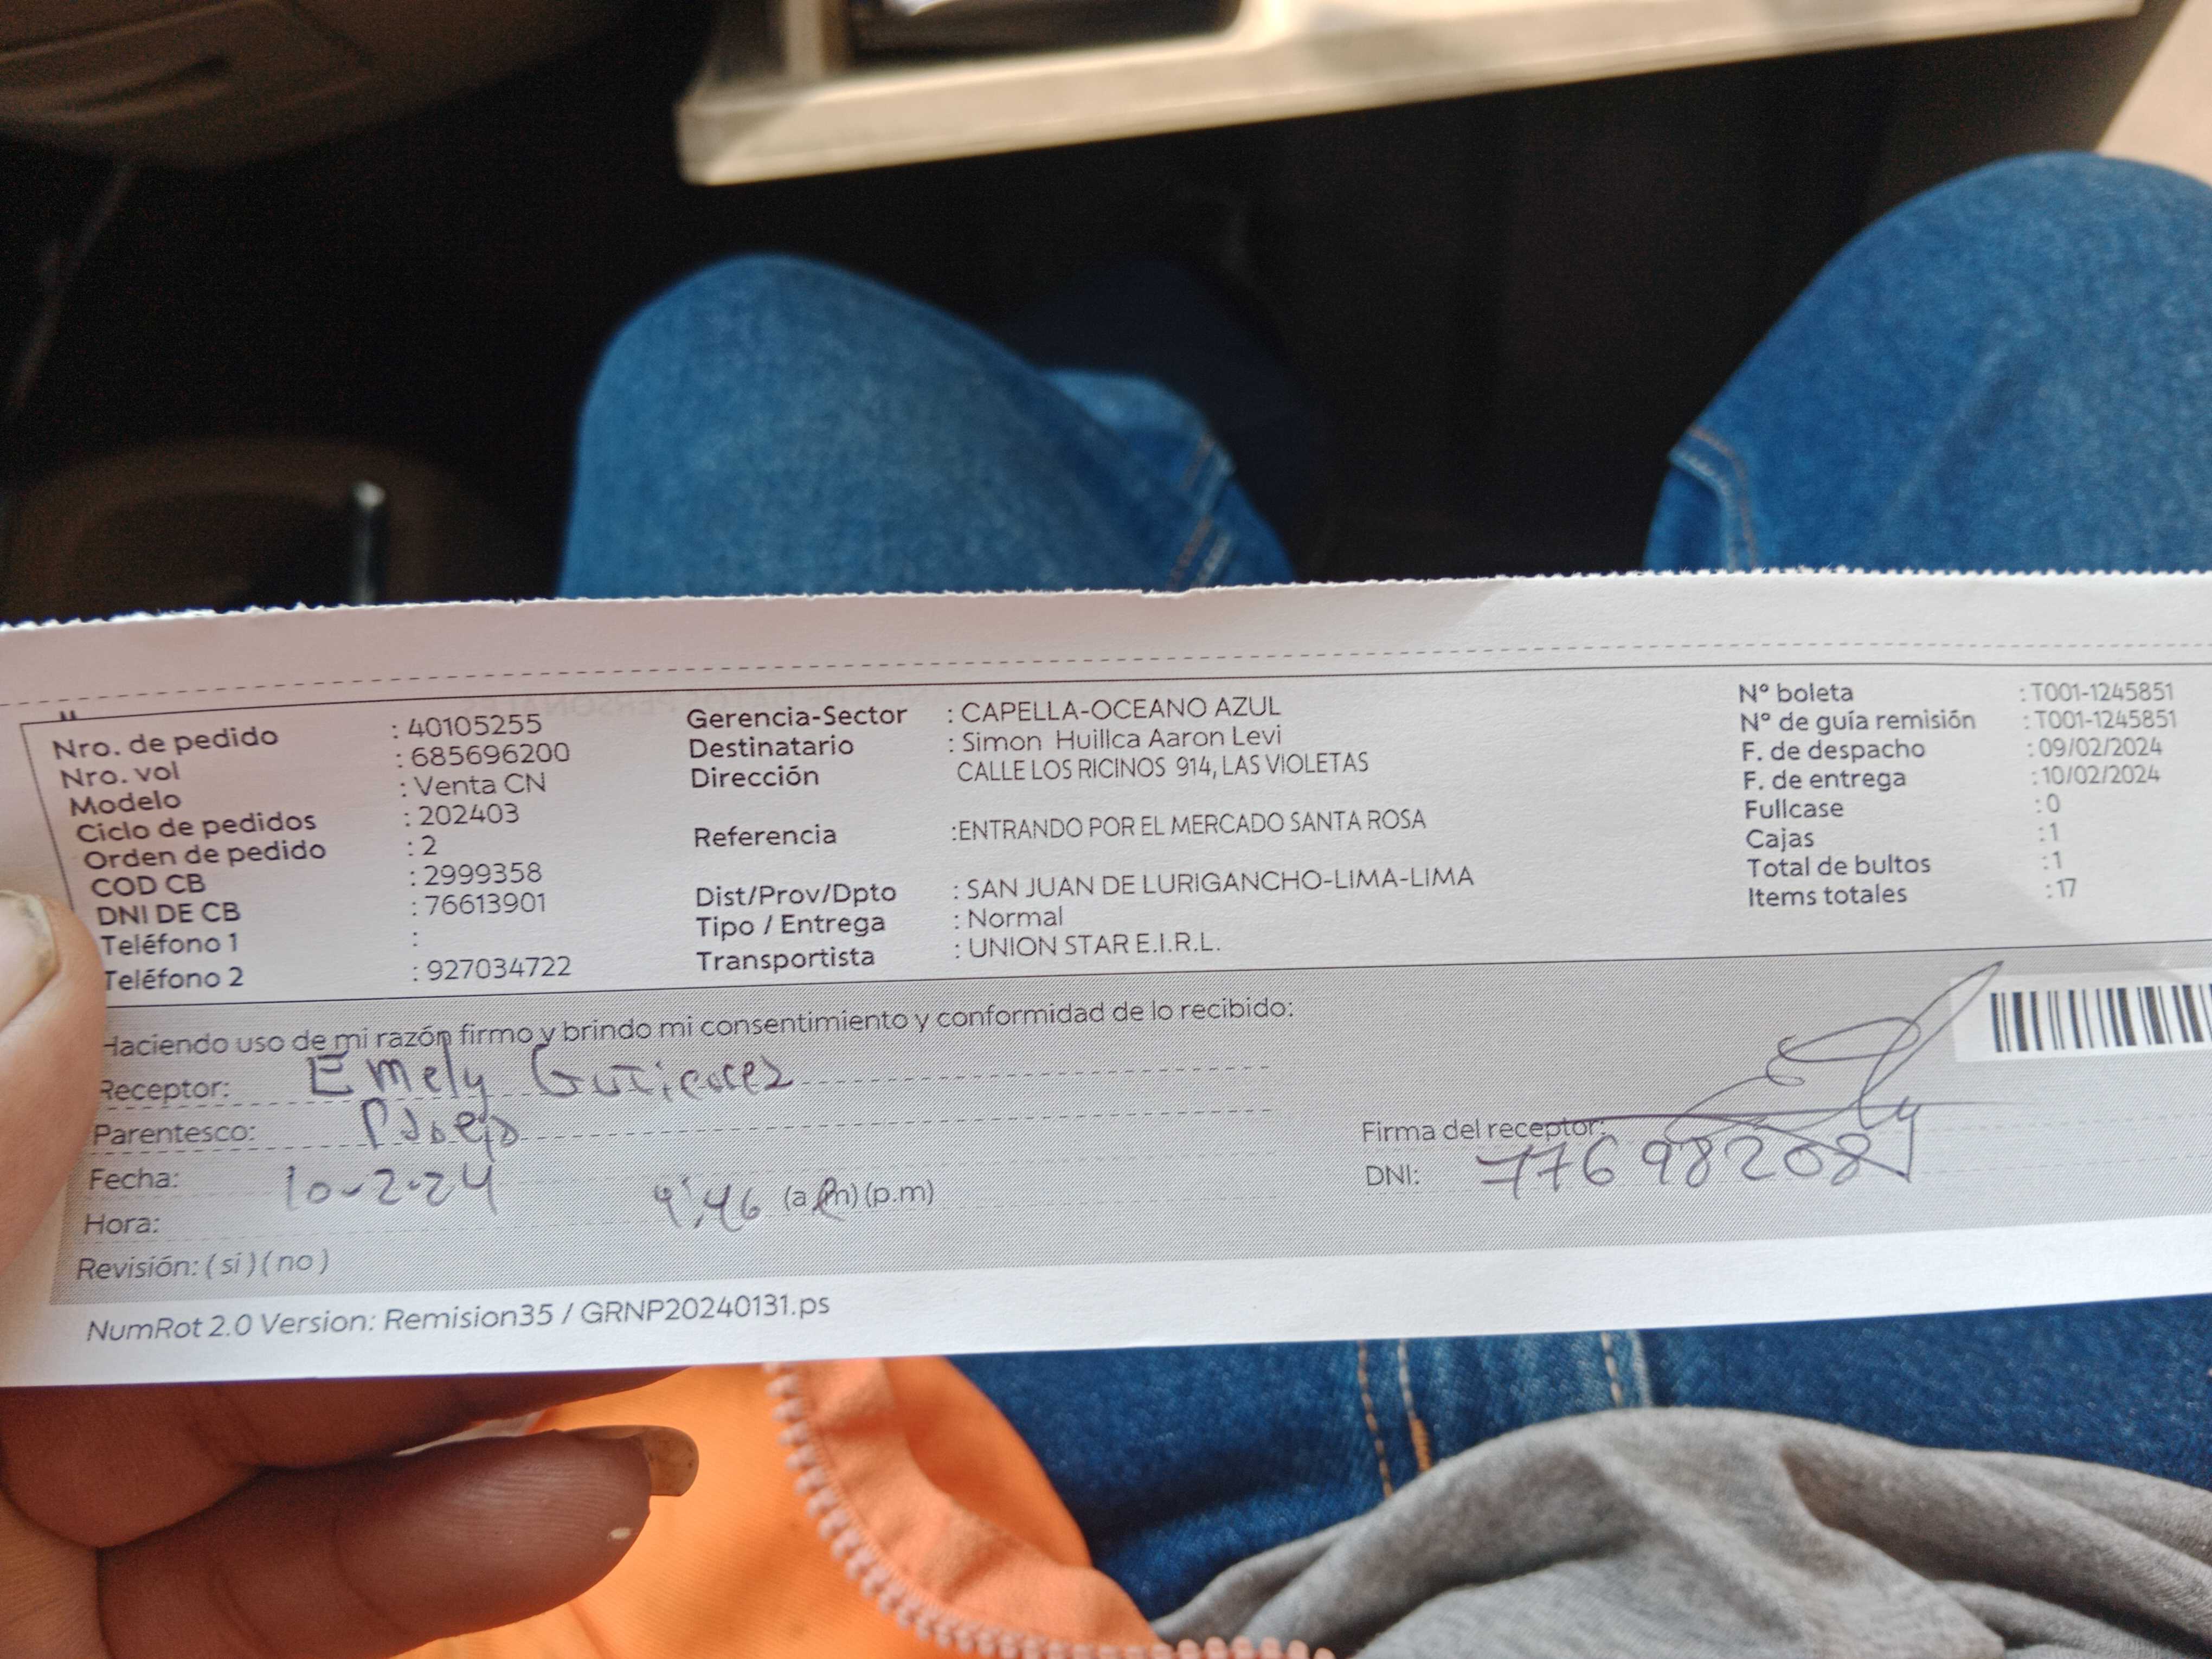 Nro. de pedido : 40105255
Nro. vol : 685696200
Modelo : Venta CN
Ciclo de pedidos : 202403
Orden de pedido : 2
COD CB : 2999358
DNI DE CB : 76613901
Teléfono 1 :
Teléfono 2 : 927034722
Gerencia-Sector : CAPELLA-OCEANO AZUL
Destinatario : Simon Huillca Aaron Levi
Dirección CALLE LOS RICINOS 914, LAS VIOLETAS
Referencia :ENTRANDO POR EL MERCADO SANTA ROSA
Dist/Prov/Dpto : SAN JUAN DE LURIGANCHO-LIMA-LIMA
Tipo / Entrega : Normal
Transportista : UNION STAR E.I.R.L.
N° boleta : T001-1245851
N° de guía remisión : T001-1245851
F. de despacho : 09/02/2024
F. de entrega : 10/02/2024
Fullcase : 0
Cajas : 1
Total de bultos : 1
Items totales : 17
Haciendo uso de mi razón firmo y brindo mi consentimiento y conformidad de lo recibido:
Receptor: Emely Gutierrez
Parentesco:
Fecha: 10-2-24
Hora: (a.m) (p.m)
Revisión: (si) (no)
Firma del receptor:
DNI: 77698208
NumRot 2.0 Version: Remision35 / GRNP20240131.ps